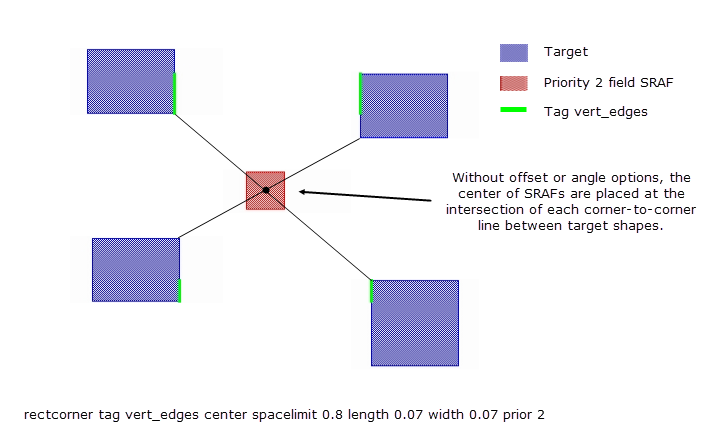 Target
Priority 2 field SRAF
Tag vert_edges
Without offset or angle options, the
center of SRAFs are placed at the
intersection of each corner-to-corner
line between target shapes.
rectcorner tag vert_edges center spacelimit 0.8 length 0.07 width 0.07 prior 2